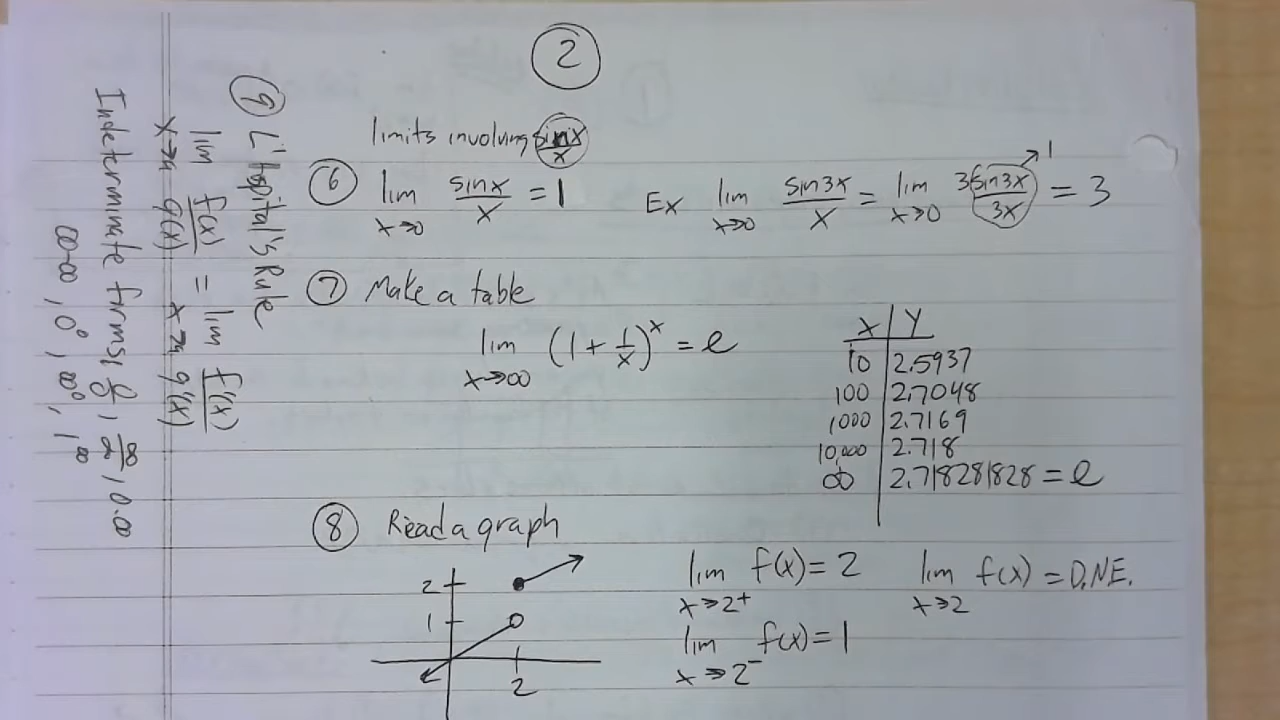 2
limits involving sinx/x
6 lim x→0 sinx/x = 1 Ex lim x→0 sin3x/x = lim x→0 3(sin3x/3x) = 3
1
7 Make a table
lim x→∞ (1 + 1/x)^x = e
x | Y
10 | 2.5937
100 | 2.7048
1000 | 2.7169
10,000 | 2.718
∞ | 2.718281828 = e
8 Read a graph
2
1
2
lim x→2+ f(x) = 2 lim x→2 f(x) = D.N.E.
lim x→2- f(x) = 1
9 L'Hopital's Rule
lim x→a f(x)/g(x) = lim x→a f'(x)/g'(x)
Indeterminate forms, 0/0, ∞/∞, 0·∞
∞-∞, 0^0, ∞^0, 1^∞